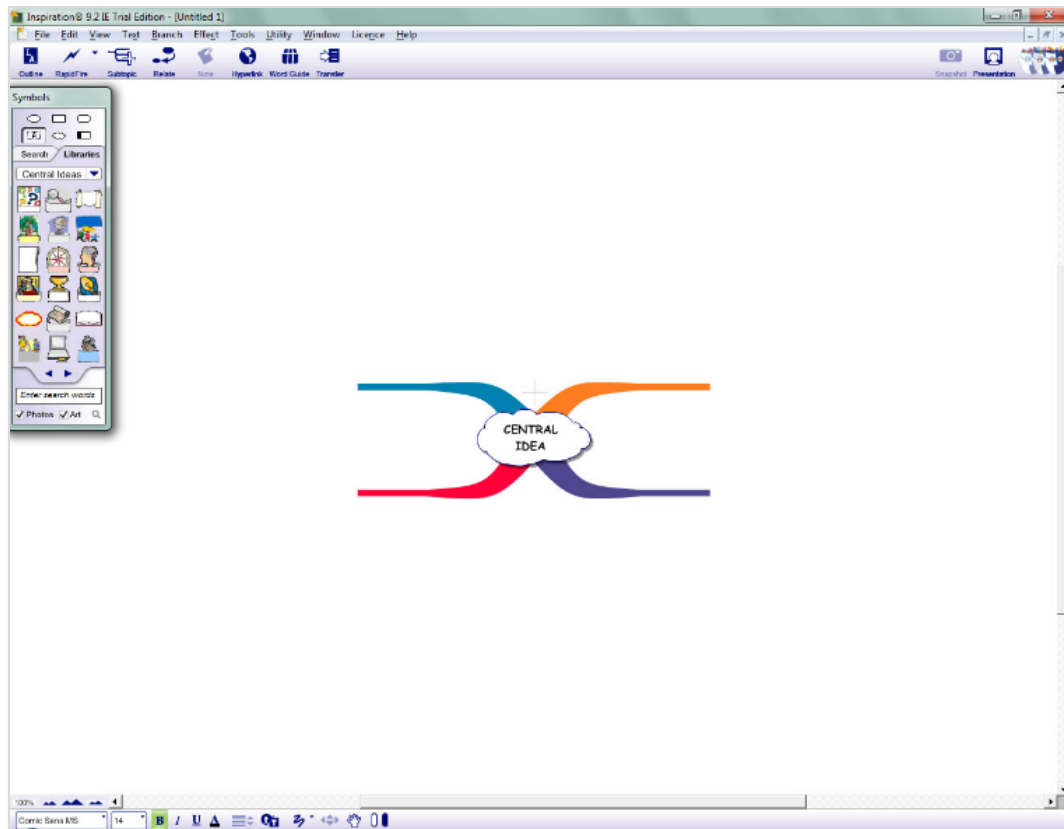 Inspiration® 9.2 IE Trial Edition - [Untitled 1]
File Edit View Text Branch Effect Tools Utility Window Licence Help
Outline RapidFire Subtopic Relate Note Hyperlink Word Guide Transfer Snapshot Presentation
Symbols
Search Libraries
Central Ideas
CENTRAL
IDEA
Enter search words
Photos Art
100%
Comic Sans MS 14 B I U A